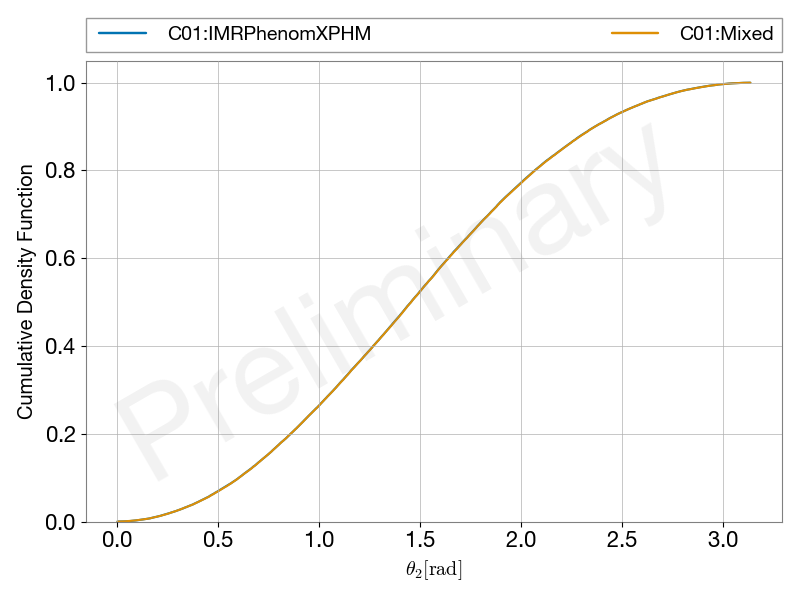 C01:IMRPhenomXPHM C01:Mixed
Cumulative Density Function
1.0
0.8
0.6
0.4
0.2
0.0
Preliminary
0.0 0.5 1.0 1.5 2.0 2.5 3.0
θ₂[rad]